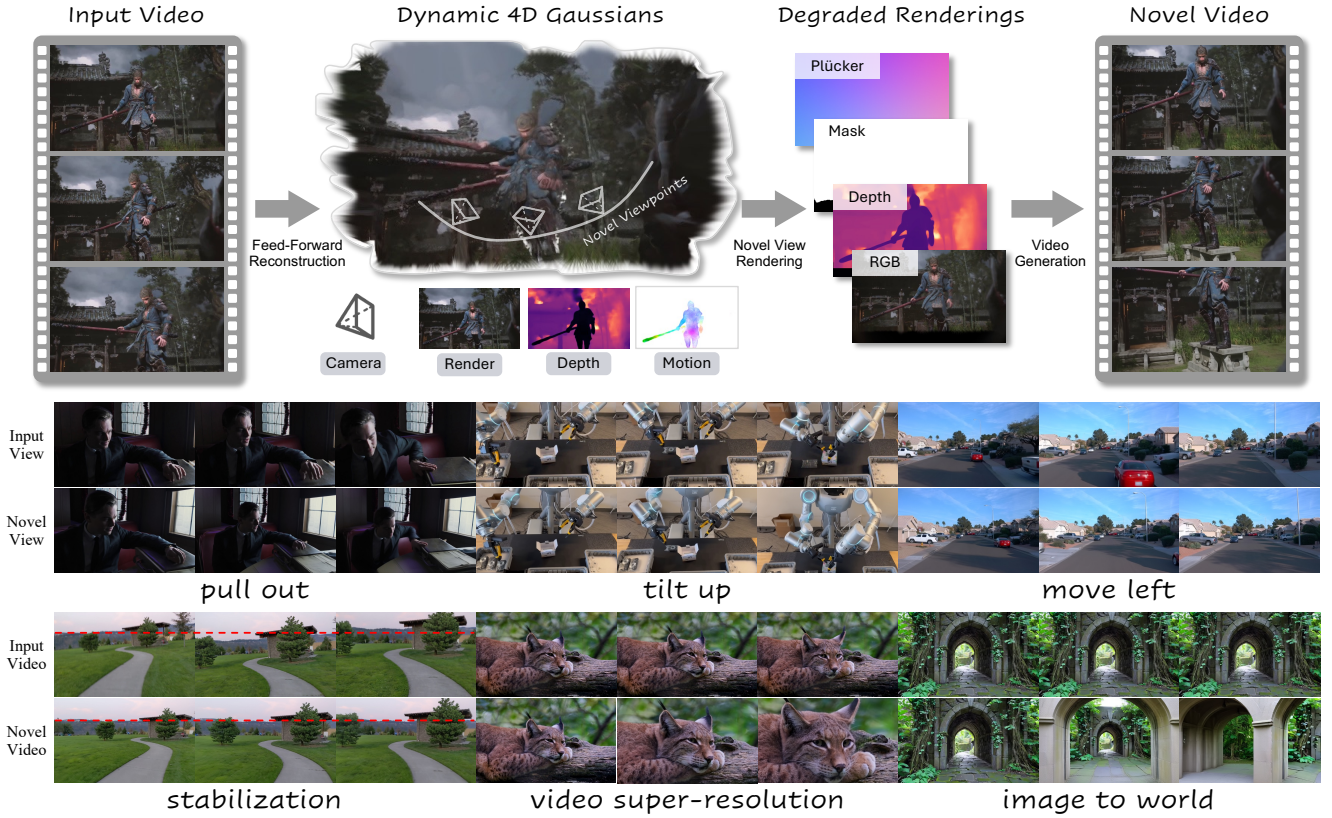 Input Video
Dynamic 4D Gaussians
Degraded Renderings
Novel Video
Plücker
Mask
Depth
RGB
Novel Viewpoints
Feed-Forward
Reconstruction
Novel View
Rendering
Video
Generation
Camera
Render
Depth
Motion
Input
View
Novel
View
pull out
tilt up
move left
Input
Video
Novel
Video
stabilization
video super-resolution
image to world